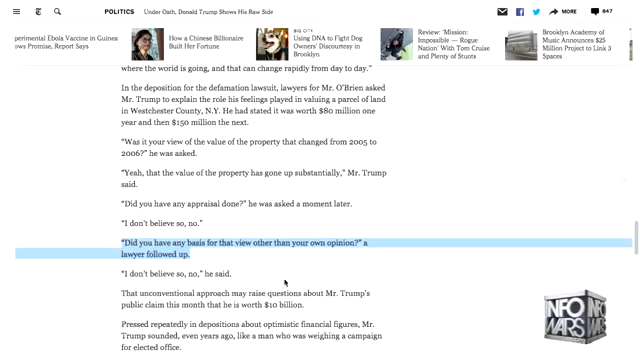 POLITICS
Under Oath, Donald Trump Shows His Raw Side
MORE
847
perimental Ebola Vaccine in Guinea
ows Promise, Report Says
How a Chinese Billionaire
Built Her Fortune
BIG CITY
Using DNA to Fight Dog
Owners' Discourtesy in
Brooklyn
Review: 'Mission:
Impossible — Rogue
Nation' With Tom Cruise
and Plenty of Stunts
Brooklyn Academy of
Music Announces $25
Million Project to Link 3
Spaces
where the world is going, and that can change rapidly from day to day."
In the deposition for the defamation lawsuit, lawyers for Mr. O'Brien asked
Mr. Trump to explain the role his feelings played in valuing a parcel of land
in Westchester County, N.Y. He had stated it was worth $80 million one
year and then $150 million the next.
"Was it your view of the value of the property that changed from 2005 to
2006?" he was asked.
"Yeah, that the value of the property has gone up substantially," Mr. Trump
said.
"Did you have any appraisal done?" he was asked a moment later.
"I don't believe so, no."
"Did you have any basis for that view other than your own opinion?" a
lawyer followed up.
"I don't believe so, no," he said.
That unconventional approach may raise questions about Mr. Trump's
public claim this month that he is worth $10 billion.
Pressed repeatedly in depositions about optimistic financial figures, Mr.
Trump sounded, even years ago, like a man who was weighing a campaign
for elected office.
INFO
WARS